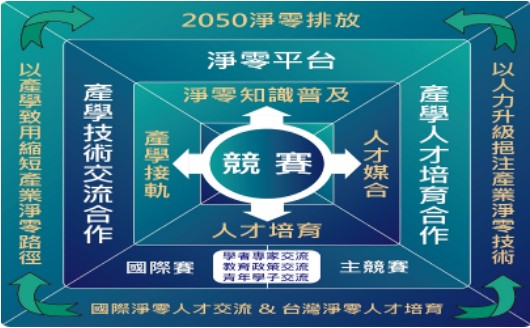 2050淨零排放
淨零平台
淨零知識普及
以產學致用縮短產業淨零路徑
產學技術交流合作
產學接軌
競賽
人才媒合
產學人才培育合作
以人力升級挹注產業淨零技術
人才培育
國際賽
學者專家交流
教育政策交流
青年學子交流
主競賽
國際淨零人才交流 & 台灣淨零人才培育